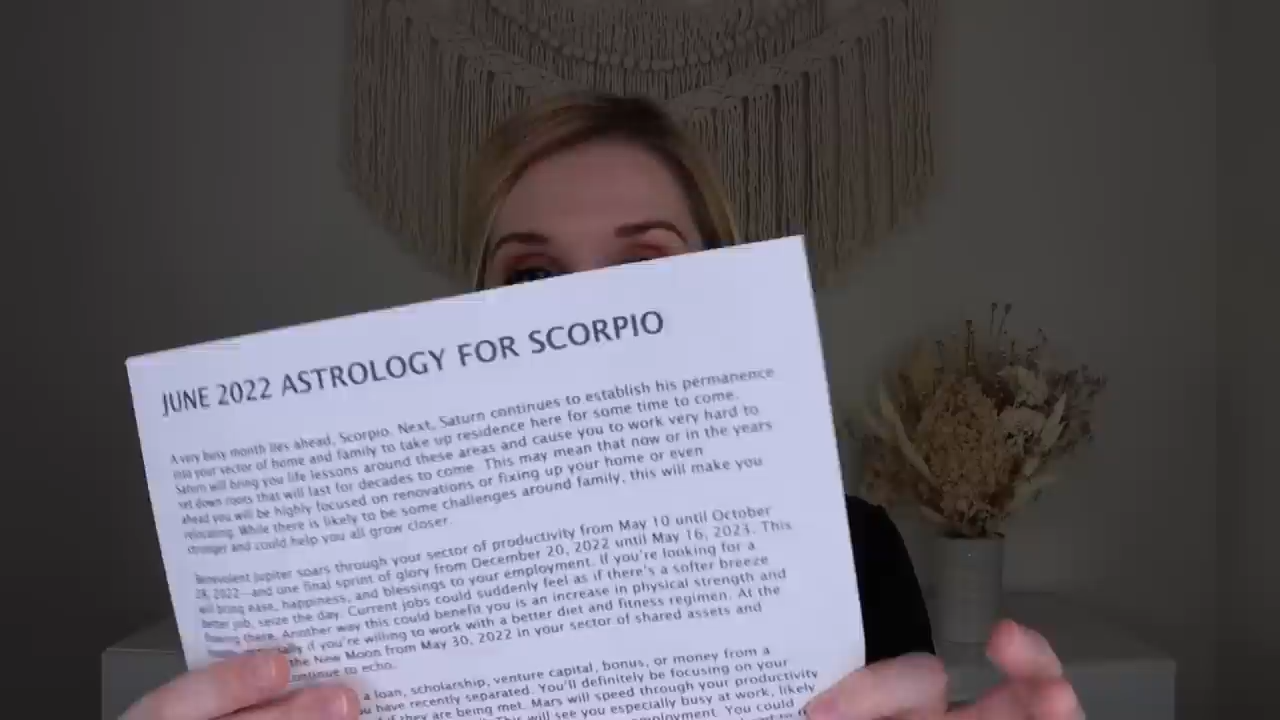 JUNE 2022 ASTROLOGY FOR SCORPIO
A very busy month lies ahead, Scorpio. Next, Saturn continues to establish his permanence
into your sector of home and family to take up residence here for some time to come.
Saturn will bring you life lessons around these areas and cause you to work very hard to
set down roots that will last for decades to come. This may mean that now or in the years
ahead you will be highly focused on renovations or fixing up your home or even
relocating. While there is likely to be some challenges around family, this will make you
stronger and could help you all grow closer.
Benevolent Jupiter soars through your sector of productivity from May 10 until October
28, 2022—and one final sprint of glory from December 20, 2022 until May 16, 2023. This
will bring ease, happiness, and blessings to your employment. If you're looking for a
better job, seize the day. Current jobs could suddenly feel as if there's a softer breeze
flowing there. Another way this could benefit you is an increase in physical strength and
if you're willing to work with a better diet and fitness regimen. At the
the New Moon from May 30, 2022 in your sector of shared assets and
continue to echo.
a loan, scholarship, venture capital, bonus, or money from a
have recently separated. You'll definitely be focusing on your
if they are being met. Mars will speed through your productivity
This will see you especially busy at work, likely
employment. You could